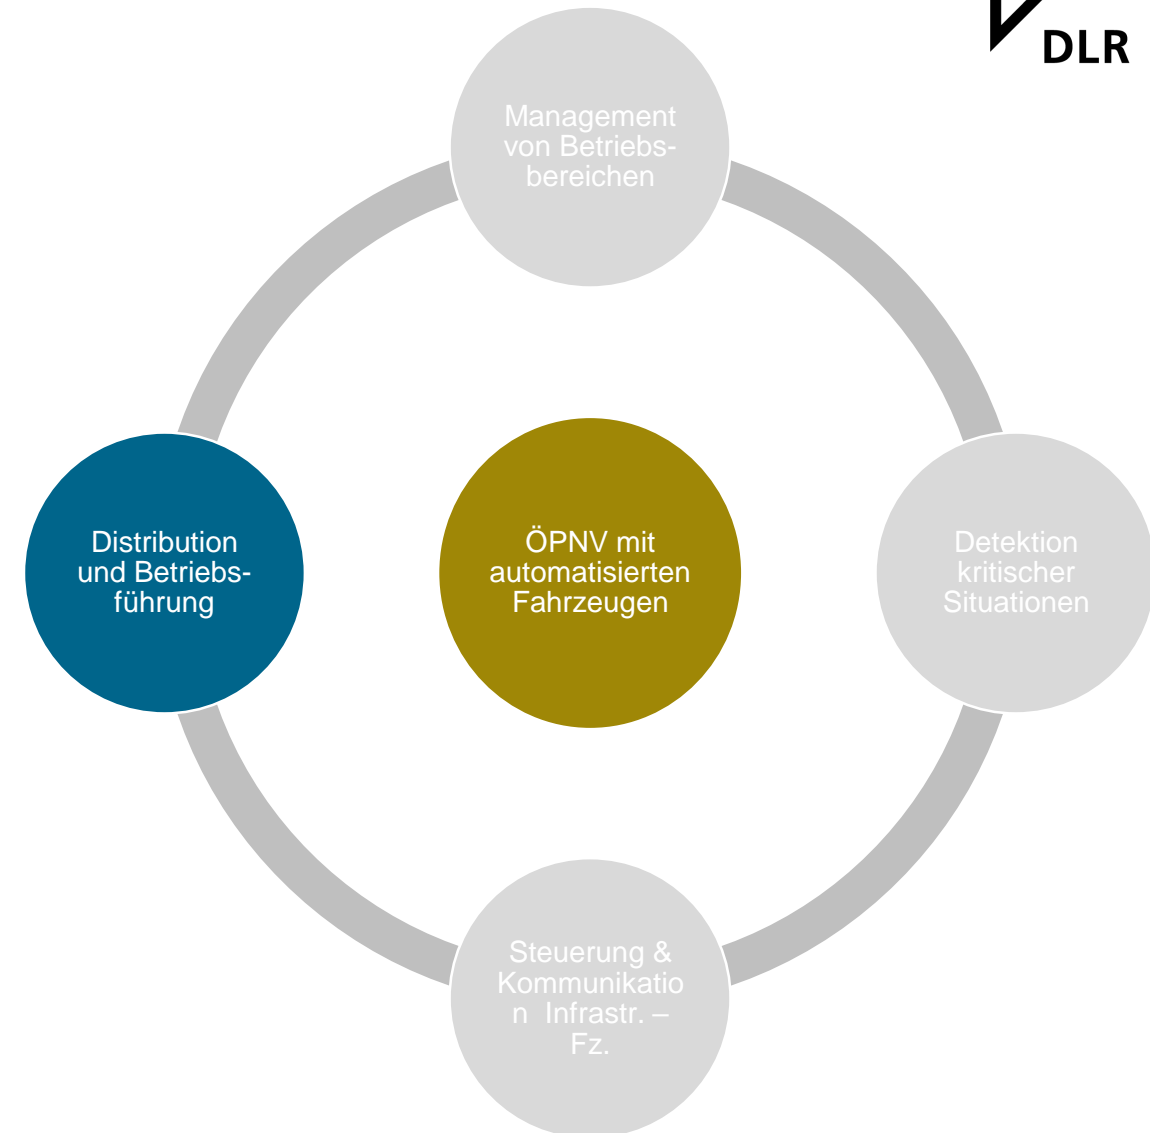 DLR
Management
von Betriebs-
bereichen
Distribution
und Betriebs-
führung
ÖPNV mit
automatisierten
Fahrzeugen
Detektion
kritischer
Situationen
Steuerung &
Kommunikatio
n Infrastr. –
Fz.